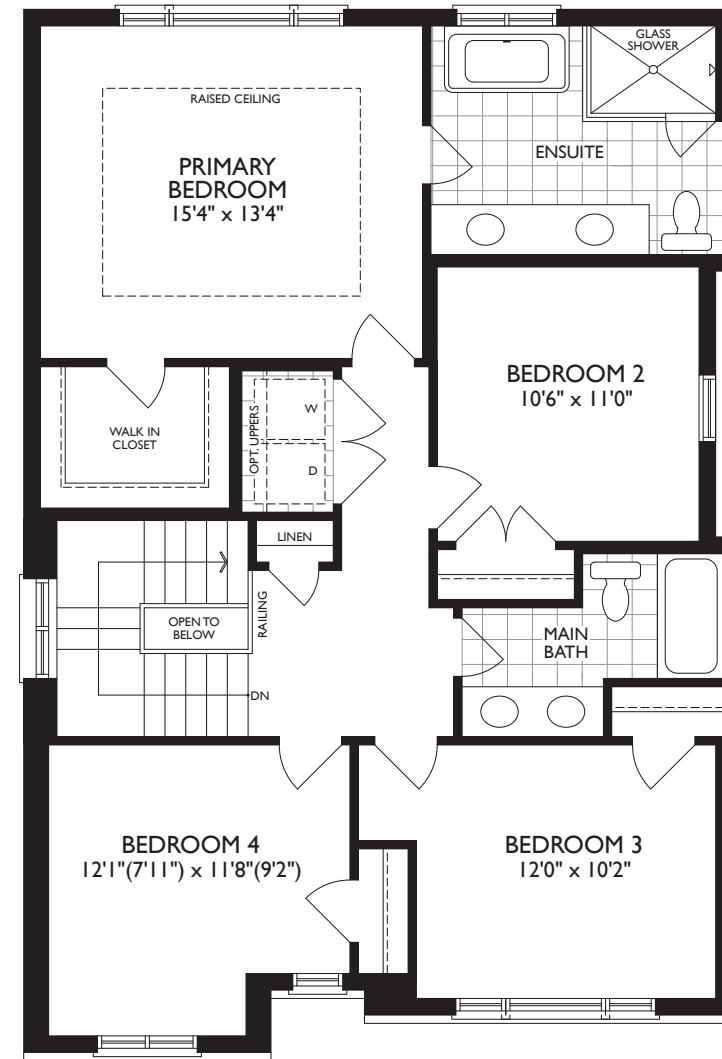 GLASS
SHOWER
RAISED CEILING
PRIMARY
BEDROOM
15'4" x 13'4"
ENSUITE
BEDROOM 2
10'6" x 11'0"
WALK IN
CLOSET
OPT. UPPERS
W
D
LINEN
OPEN TO
BELOW
RAILING
MAIN
BATH
DN
BEDROOM 4
12'1"(7'11") x 11'8"(9'2")
BEDROOM 3
12'0" x 10'2"